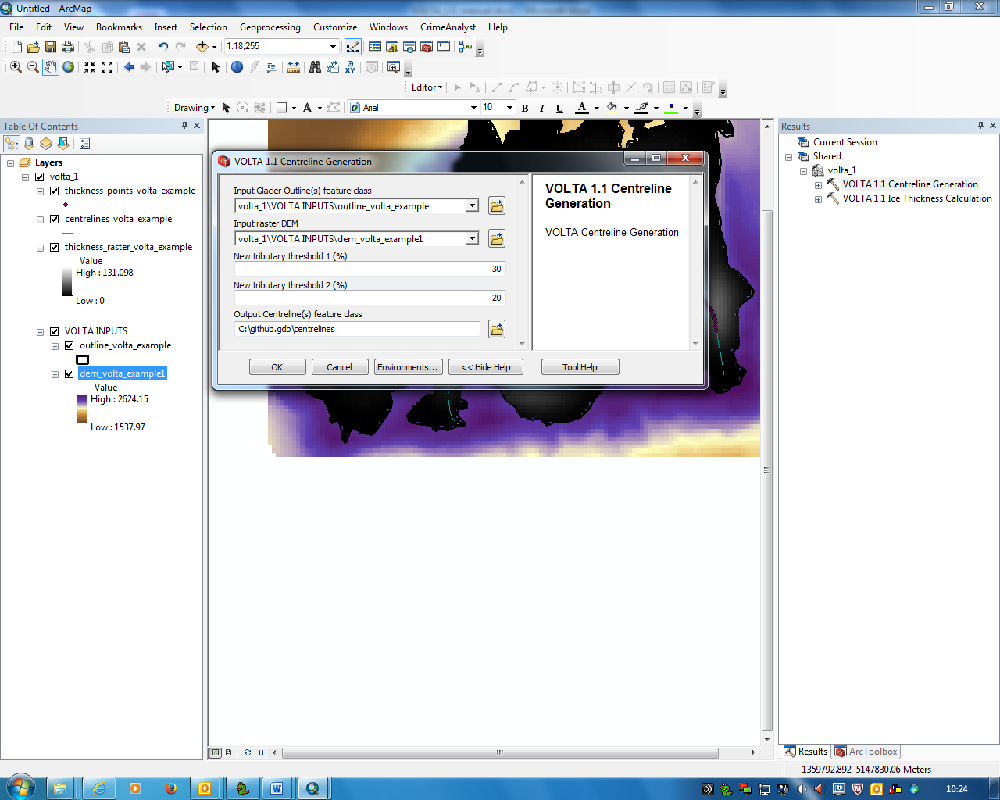 Untitled - ArcMap
File Edit View Bookmarks Insert Selection Geoprocessing Customize Windows CrimeAnalyst Help
1:18,255
Editor
Drawing A Arial 10 B I U A
Table Of Contents
Layers
volta_1
thickness_points_volta_example
centrelines_volta_example
thickness_raster_volta_example
Value
High : 131.098
Low : 0
VOLTA INPUTS
outline_volta_example
dem_volta_example1
Value
High : 2624.15
Low : 1537.97
VOLTA 1.1 Centreline Generation
Input Glacier Outline(s) feature class
volta_1\VOLTA INPUTS\outline_volta_example
Input raster DEM
volta_1\VOLTA INPUTS\dem_volta_example1
New tributary threshold 1 (%)
30
New tributary threshold 2 (%)
20
Output Centreline(s) feature class
C:\github.gdb\centrelines
OK Cancel Environments... << Hide Help Tool Help
VOLTA 1.1 Centreline
Generation
VOLTA Centreline Generation
Results
Current Session
Shared
volta_1
VOLTA 1.1 Centreline Generation
VOLTA 1.1 Ice Thickness Calculation
Results ArcToolbox
1359792.892 5147830.06 Meters
10:24